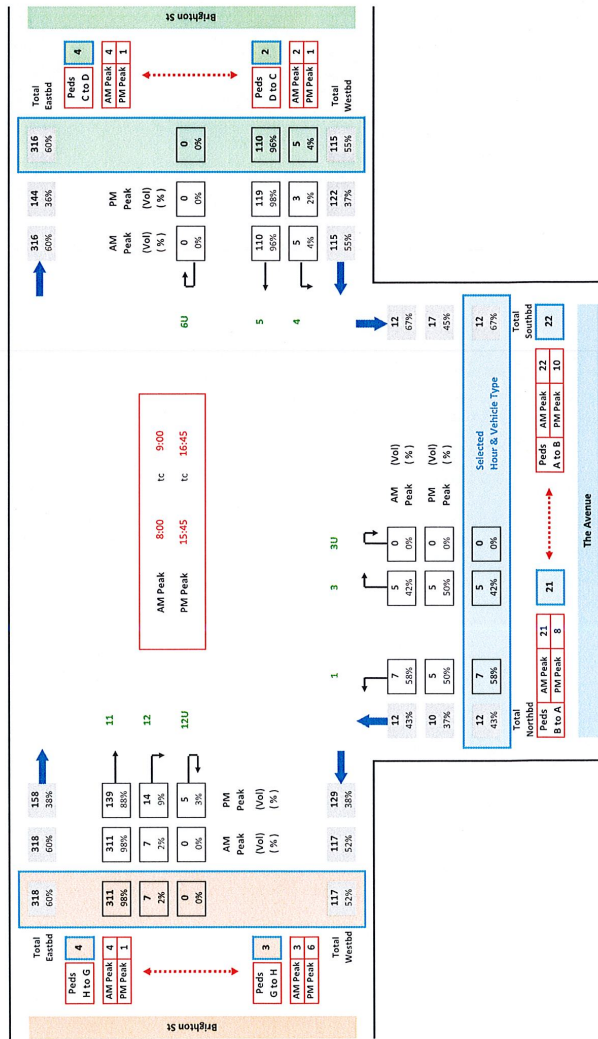 Brighton St
Total
Eastbd
318 318 158
60% 60% 38%
Peds
H to G
4
AM Peak 4
PM Peak 1
311 311 139
98% 98% 88%
11
7 7 14
2% 2% 9%
12
0 0 5
0% 0% 3%
12U
AM PM
Peak Peak
(Vol) (Vol)
( % ) ( % )
Peds
G to H
3
AM Peak 3
PM Peak 6
Total
Westbd
117 117 129
52% 52% 38%
AM Peak 8:00 tc 9:00
PM Peak 15:45 tc 16:45
316 144 316
60% 36% 60%
Total
Eastbd
AM PM
Peak Peak
(Vol) (Vol)
( % ) ( % )
Peds
C to D
4
AM Peak 4
PM Peak 1
6U
0 0 0
0% 0% 0%
5
110 119 110
96% 98% 96%
4
5 3 5
4% 2% 4%
Peds
D to C
2
AM Peak 2
PM Peak 1
115 122 115
55% 37% 55%
Total
Westbd
Brighton St
1 3 3U
12 7 5 0 AM (Vol) 12
43% 58% 42% 0% Peak ( % ) 67%
10 5 5 0 PM (Vol) 17
37% 50% 50% 0% Peak ( % ) 45%
12 7 5 0 Selected 12
43% 58% 42% 0% Hour & Vehicle Type 67%
Total
Northbd
Total
Southbd
Peds
B to A
AM Peak 21
PM Peak 8
21
Peds
A to B
AM Peak 22
PM Peak 10
22
The Avenue